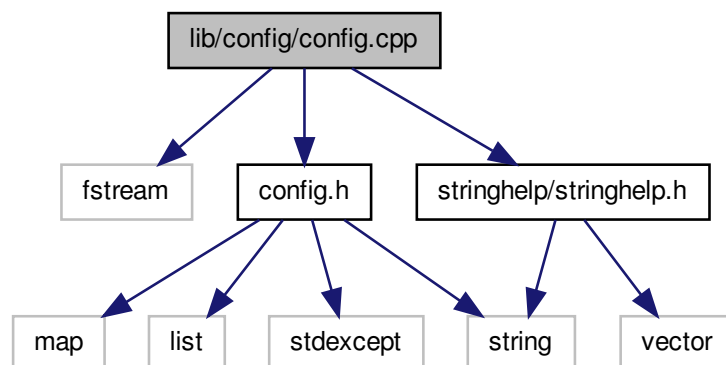 lib/config/config.cpp
fstream
config.h
stringhelp/stringhelp.h
map
list
stdexcept
string
vector